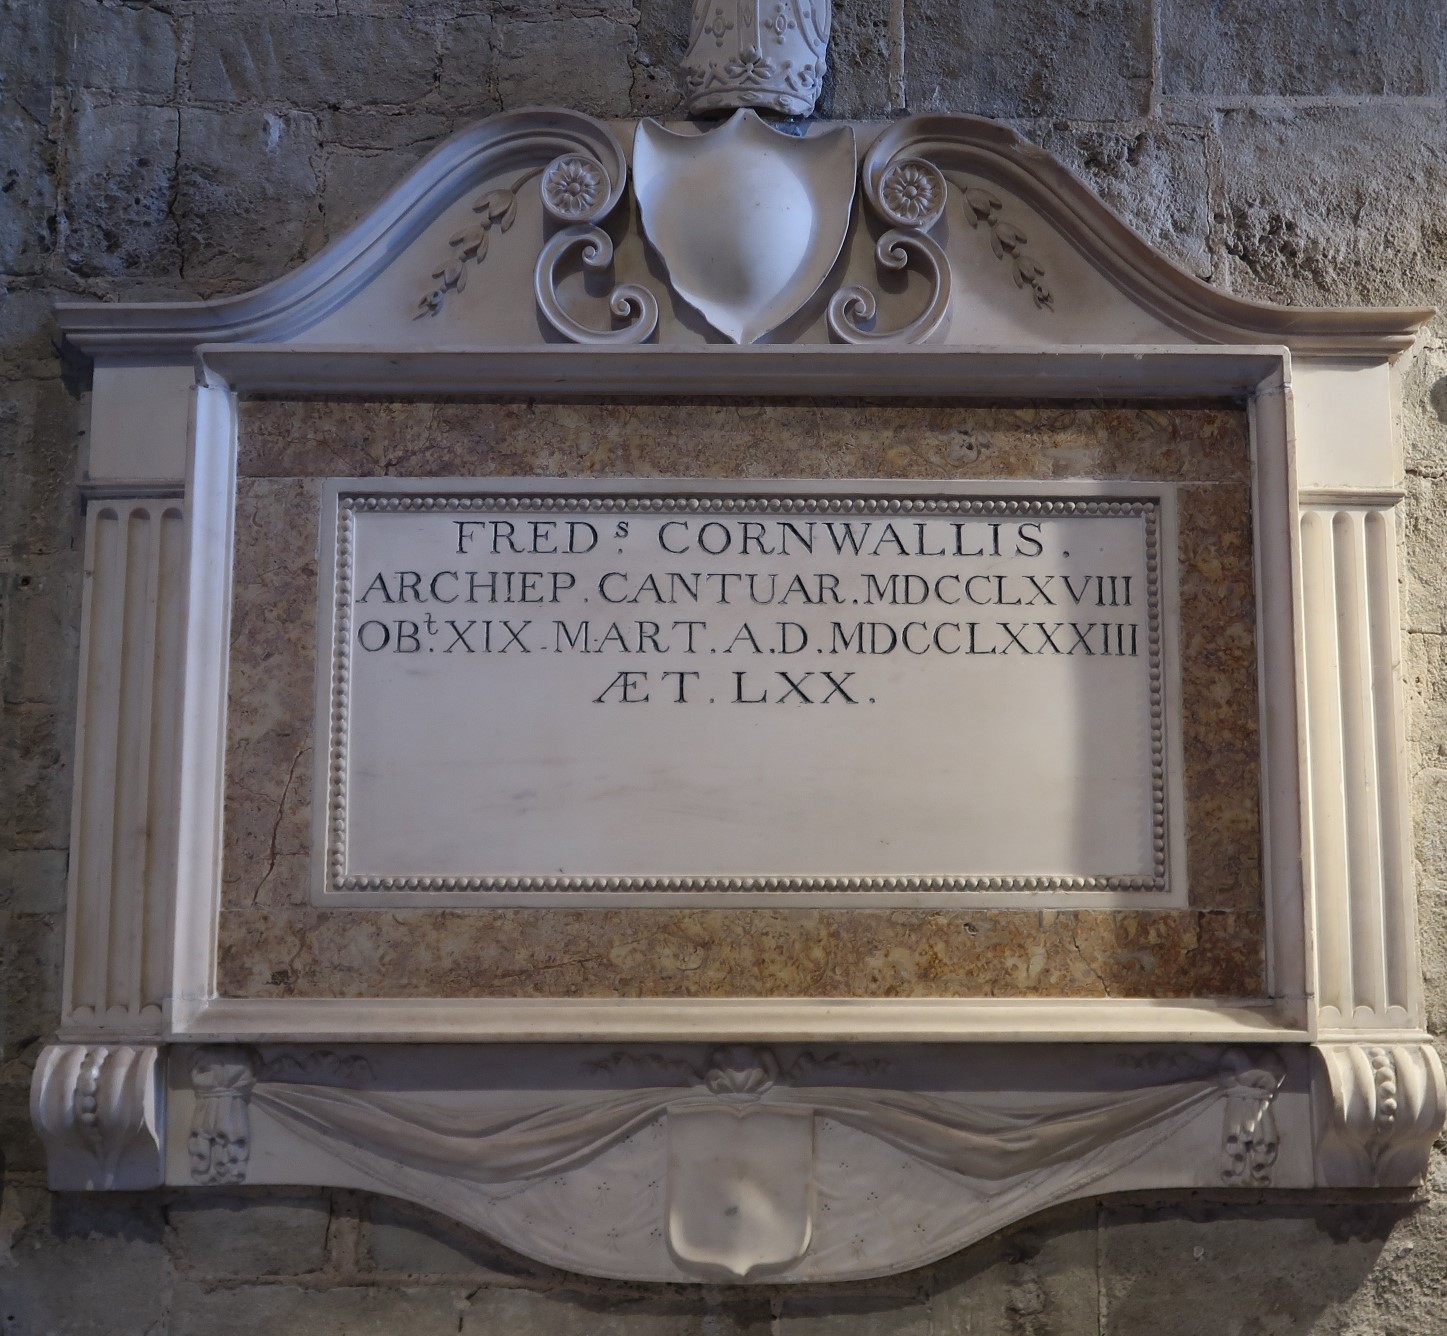 FRED.ˢ CORNWALLIS.
ARCHIEP. CANTUAR. MDCCLXVIII
OB.ᵗ XIX. MART. A.D. MDCCLXXXIII
ÆT. LXX.